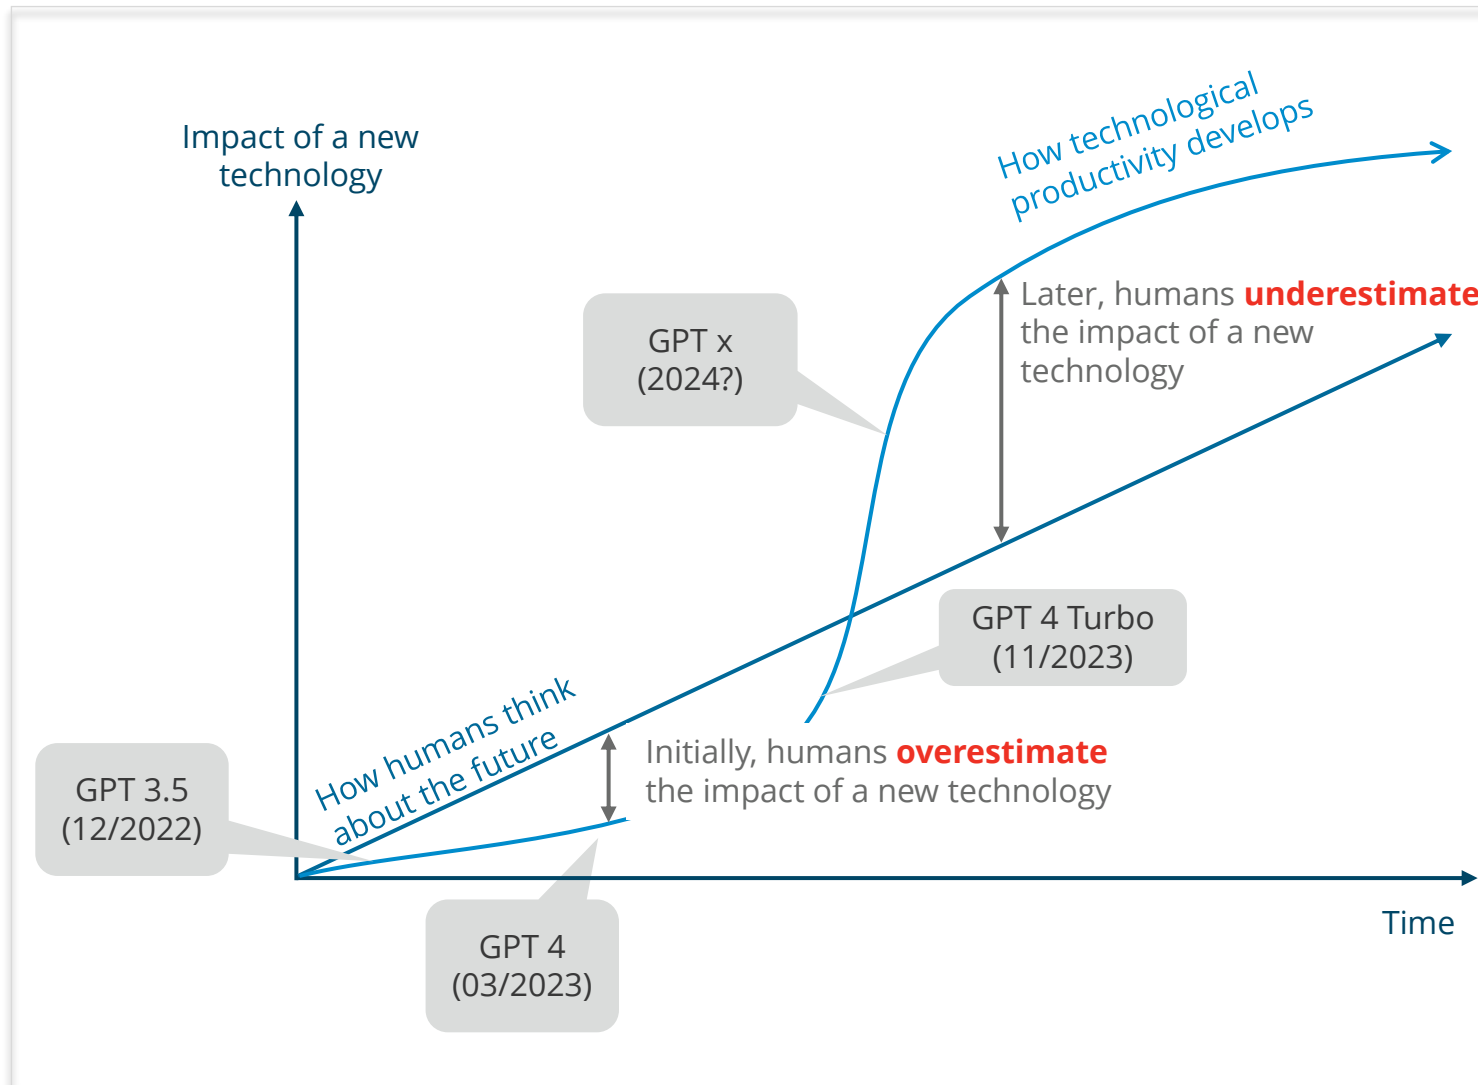 Impact of a new
technology
How technological
productivity develops
Later, humans underestimate
the impact of a new
technology
GPT x
(2024?)
GPT 4 Turbo
(11/2023)
How humans think
about the future
Initially, humans overestimate
the impact of a new technology
GPT 3.5
(12/2022)
GPT 4
(03/2023)
Time